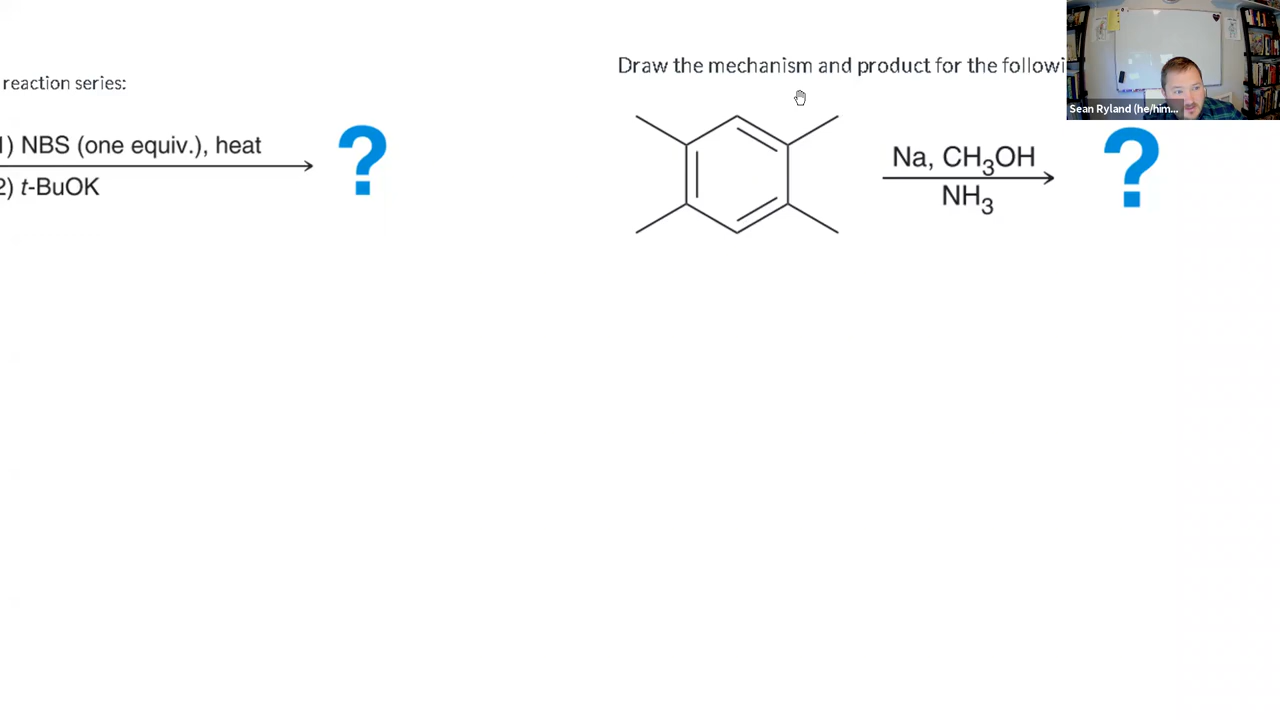 reaction series:
1) NBS (one equiv.), heat
2) t-BuOK
?
Draw the mechanism and product for the followi
Na, CH3OH
NH3
?
Sean Ryland (he/him...